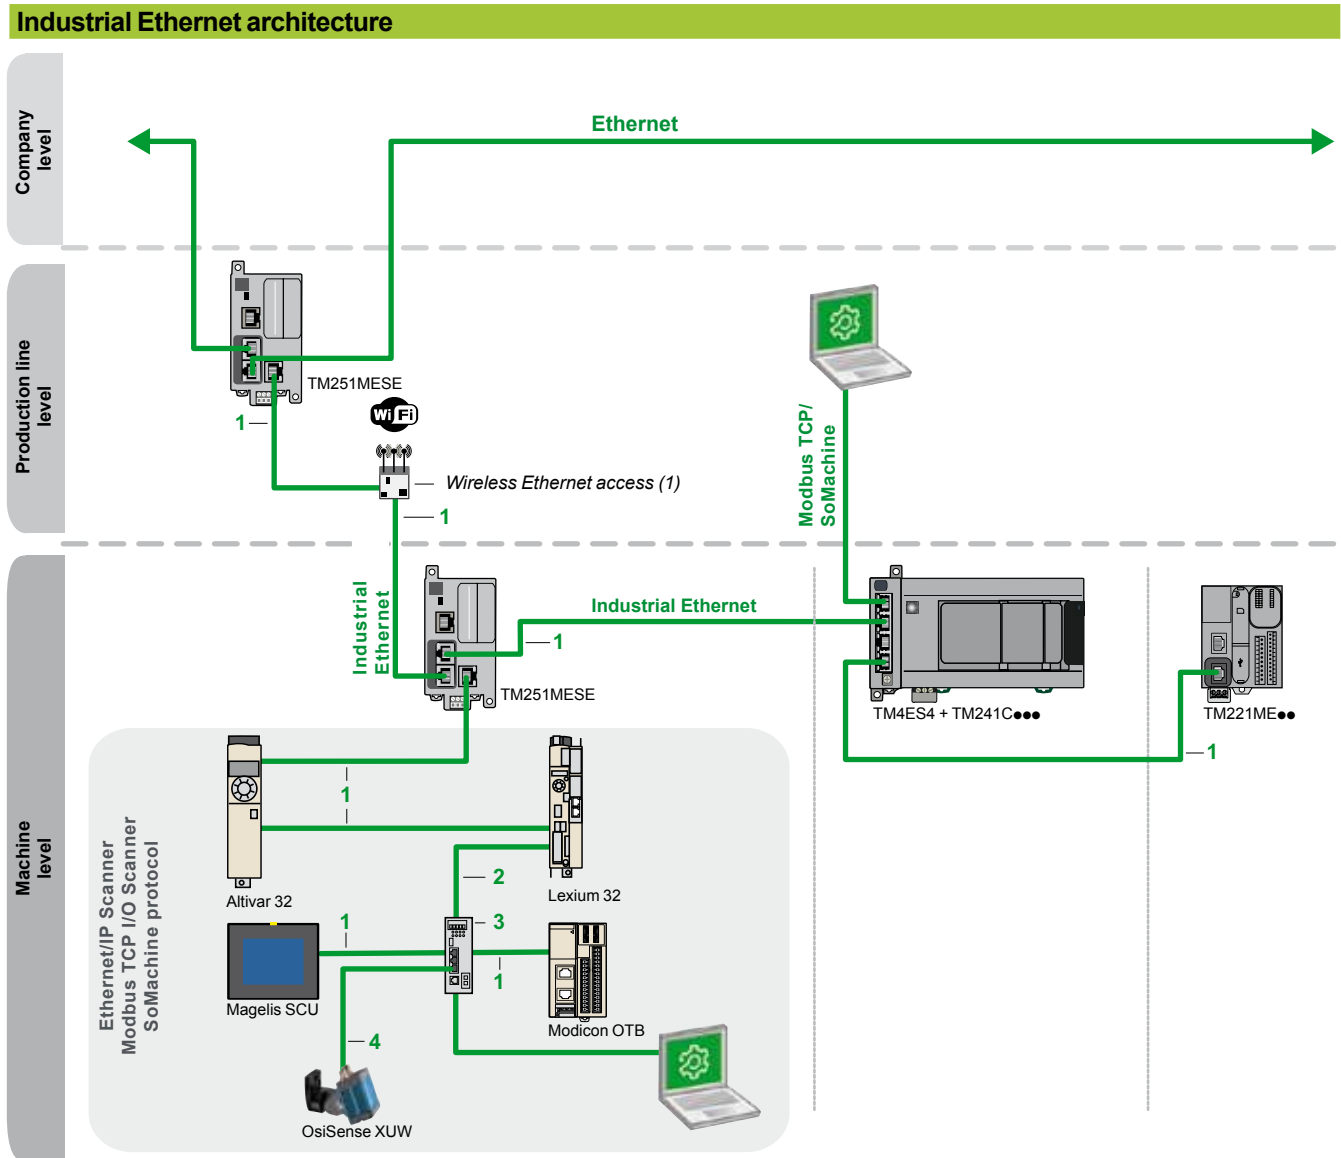 Industrial Ethernet architecture
Company
level
Ethernet
Production line
level
TM251MESE
1
Wi Fi
Wireless Ethernet access (1)
1
Modbus TCP/
SoMachine
Machine
level
Industrial
Ethernet
Industrial Ethernet
1
TM251MESE
TM4ES4 + TM241C●●●
TM221ME●●
1
Ethernet/IP Scanner
Modbus TCP I/O Scanner
SoMachine protocol
1
Altivar 32
2
Lexium 32
1
3
1
Magelis SCU
Modicon OTB
4
OsiSense XUW